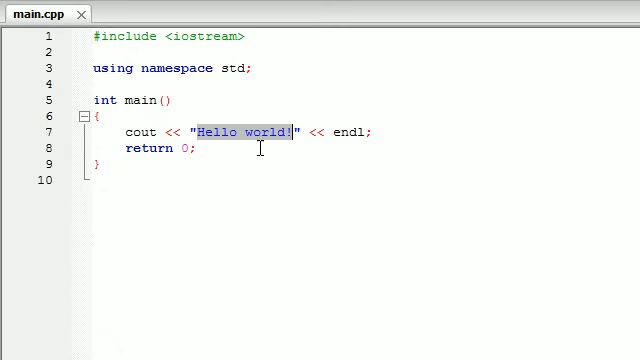 main.cpp
1 #include <iostream>
2
3 using namespace std;
4
5 int main()
6 {
7 cout << "Hello world!" << endl;
8 return 0;
9 }
10